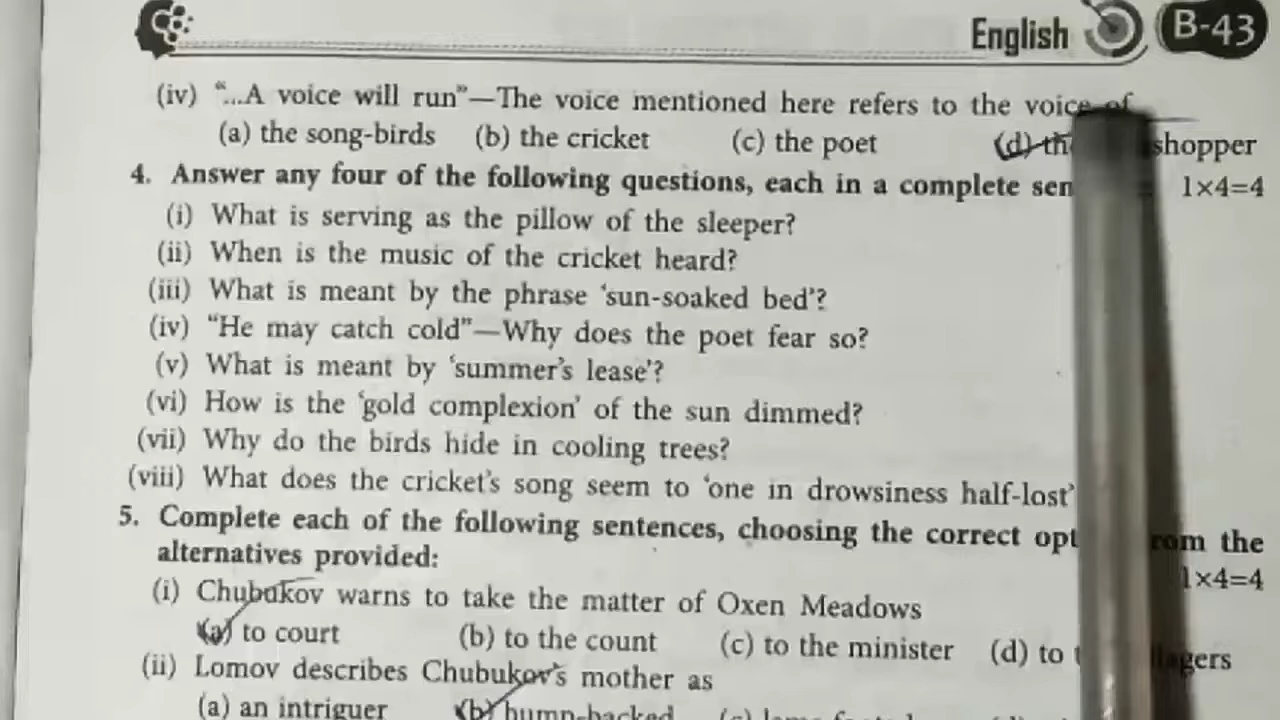 English B-43
(iv) "...A voice will run"—The voice mentioned here refers to the voice of
(a) the song-birds (b) the cricket (c) the poet (d) shopper
4. Answer any four of the following questions, each in a complete 1×4=4
(i) What is serving as the pillow of the sleeper?
(ii) When is the music of the cricket heard?
(iii) What is meant by the phrase 'sun-soaked bed'?
(iv) "He may catch cold"—Why does the poet fear so?
(v) What is meant by 'summer's lease'?
(vi) How is the 'gold complexion' of the sun dimmed?
(vii) Why do the birds hide in cooling trees?
(viii) What does the cricket's song seem to 'one in drowsiness half-lost'
5. Complete each of the following sentences, choosing the correct opt rom the
alternatives provided:
1×4=4
(i) Chubukov warns to take the matter of Oxen Meadows
(a) to court (b) to the count (c) to the minister (d) to
(ii) Lomov describes Chubukov's mother as
(a) an intriguer (b) hump-backed